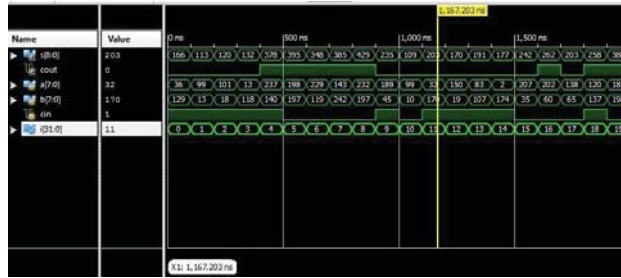 1,167.203 ns
Name Value 0 ns 500 ns 1,000 ns 1,500 ns
s[8:0] 203 166 113 120 132 378 395 348 385 429 235 109 203 170 191 177 242 262 203 258
cout 0
a[7:0] 32 36 99 101 13 237 198 229 143 232 189 99 32 150 83 2 207 202 138 120
b[7:0] 170 129 13 18 118 140 197 119 242 197 45 10 170 19 107 174 35 60 65 137
cin 1
i[31:0] 11 0 1 2 3 4 5 6 7 8 9 10 11 12 13 14 15 16 17 18
X1: 1,167.203 ns